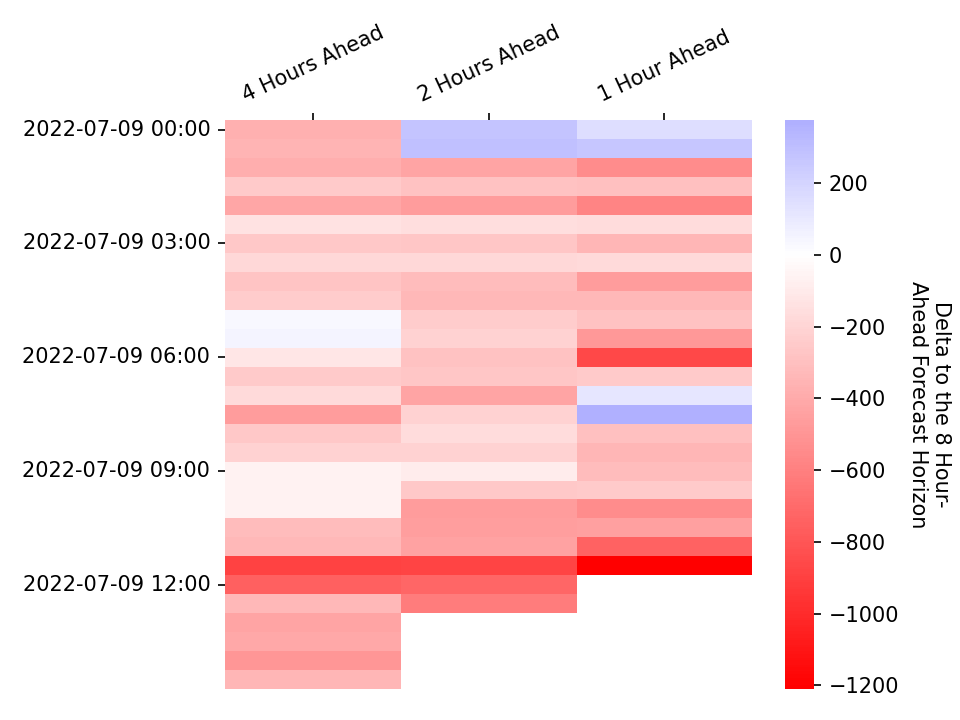 4 Hours Ahead
2 Hours Ahead
1 Hour Ahead
2022-07-09 00:00
2022-07-09 03:00
2022-07-09 06:00
2022-07-09 09:00
2022-07-09 12:00
200
0
−200
−400
−600
−800
−1000
−1200
Delta to the 8 Hour-
Ahead Forecast Horizon